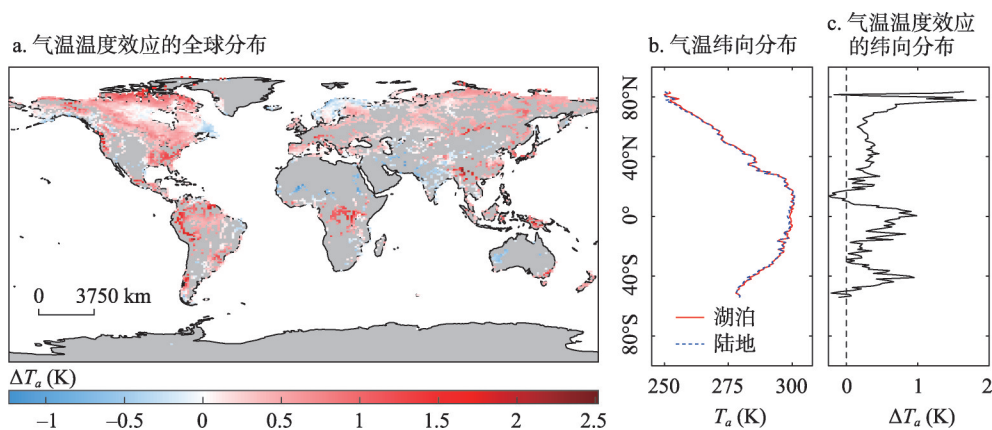 a. 气温温度效应的全球分布
0 3750 km
ΔTa (K)
−1 −0.5 0 0.5 1 1.5 2 2.5
b. 气温纬向分布
80°N
40°N
0°
40°S
80°S
湖泊
陆地
250 275 300
Ta (K)
c. 气温温度效应
的纬向分布
0 1 2
ΔTa (K)